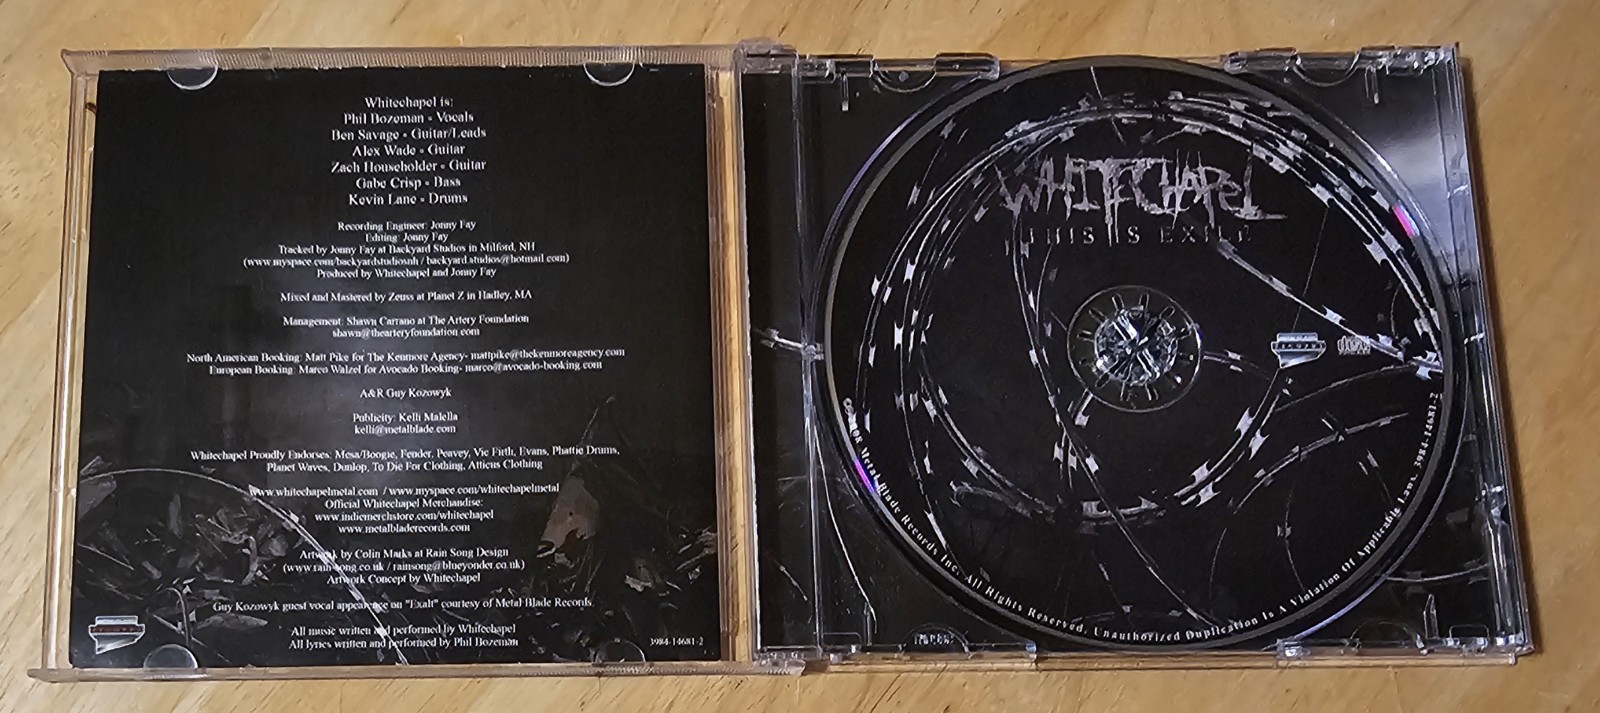 Whitechapel is:
Phil Bozeman - Vocals
Ben Savage - Guitar/Leads
Alex Wade - Guitar
Zach Householder - Guitar
Gabe Crisp - Bass
Kevin Lane - Drums
Recording Engineer: Jonny Fay
Editing: Jonny Fay
Tracked by Jonny Fay at Backyard Studios in Milford, NH
(www.myspace.com/backyardstudiosnh / backyard.studios@hotmail.com)
Produced by Whitechapel and Jonny Fay
Mixed and Mastered by Zeuss at Planet Z in Hadley, MA
Management: Shawn Carrano at The Artery Foundation
shawn@thearteryfoundation.com
North American Booking: Matt Pike for The Kenmore Agency- mattpike@thekenmoreagency.com
European Booking: Marco Walzel for Avocado Booking- marco@avocado-booking.com
A&R Guy Kozowyk
Publicity: Kelli Malella
kelli@metalblade.com
Whitechapel Proudly Endorses: Mesa/Boogie, Fender, Peavey, Vic Firth, Evans, Phattie Drums,
Planet Waves, Dunlop, To Die For Clothing, Atticus Clothing
www.whitechapelmetal.com / www.myspace.com/whitechapelmetal
Official Whitechapel Merchandise:
www.indiemerchstore.com/whitechapel
www.metalbladerecords.com
Artwork by Colin Marks at Rain Song Design
(www.rain-song.co.uk / rainsong@blueyonder.co.uk)
Artwork Concept by Whitechapel
Guy Kozowyk guest vocal appearence on "Exalt" courtesy of Metal Blade Records.
All music written and performed by Whitechapel
All lyrics written and performed by Phil Bozeman
3984-14681-2
WHITECHAPEL
THIS IS EXILE
©2008 Metal Blade Records Inc. All Rights Reserved. Unauthorized Duplication Is A Violation Of Applicable Laws. 3984-14681-2